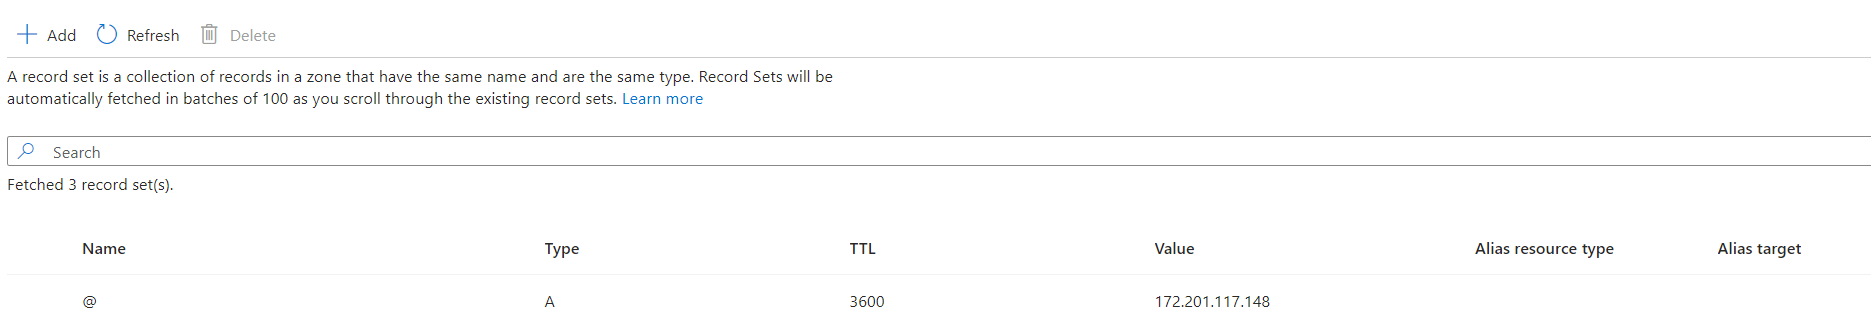 Add Refresh Delete
A record set is a collection of records in a zone that have the same name and are the same type. Record Sets will be
automatically fetched in batches of 100 as you scroll through the existing record sets. Learn more
Search
Fetched 3 record set(s).
Name Type TTL Value Alias resource type Alias target
@ A 3600 172.201.117.148